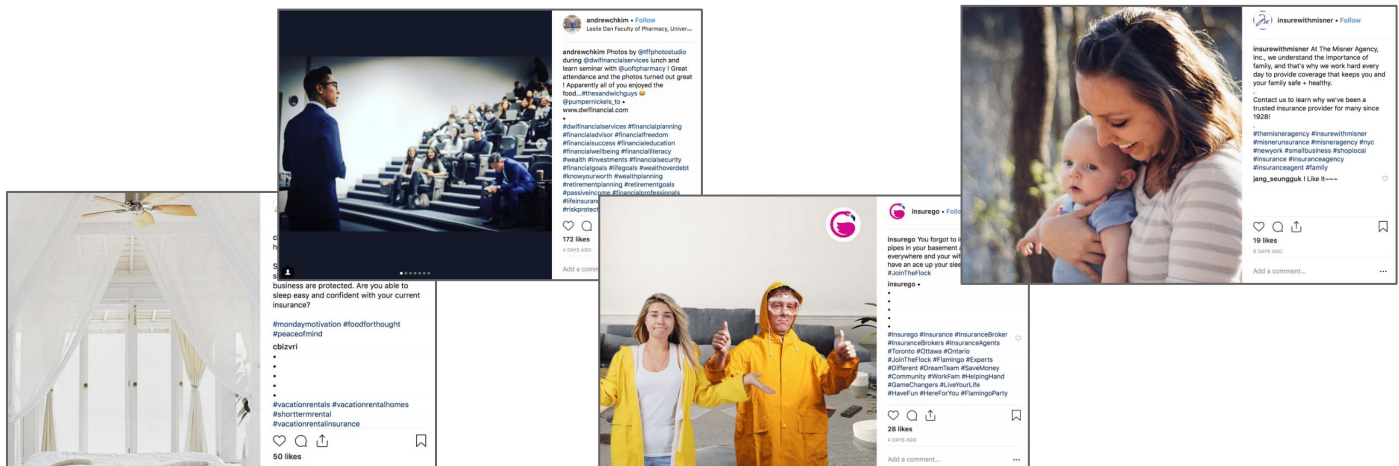 andrewchkim • Follow
Leslie Dan Faculty of Pharmacy, Univer...
andrewchkim Photos by @tffphotostudio
during @dwlfinancialservices lunch and
learn seminar with @uoftpharmacy ! Great
attendance and the photos turned out great
! Apparently all of you enjoyed the
food...#thesandwichguys 😂
@pumpernickels_to •
www.dwlfinancial.com
•
#dwlfinancialservices #financialplanning
#financialadvisor #financialfreedom
#financialsuccess #financialeducation
#financialwellbeing #financialliteracy
#wealth #investments #financialsecurity
#financialgoals #lifegoals #wealthoverdebt
#knowyourworth #wealthplanning
#retirementplanning #retirementgoals
#passiveincome #financialprofessionals
#lifeinsuran
#riskprotect
172 likes
4 DAYS AGO
Add a comm
insurewithmisner • Follow
insurewithmisner At The Misner Agency,
Inc., we understand the importance of
family, and that's why we work hard every
day to provide coverage that keeps you and
your family safe + healthy.
.
Contact us to learn why we've been a
trusted insurance provider for many since
1928!
.
#themisneragency #insurewithmisner
#misnerunsurance #misneragency #nyc
#newyork #smallbusiness #shoplocal
#insurance #insuranceagency
#insuranceagent #family
jang_seungguk I Like it~~~
19 likes
6 DAYS AGO
Add a comment...
business are protected. Are you able to
sleep easy and confident with your current
insurance?
#mondaymotivation #foodforthought
#peaceofmind
cbizvri
•
•
•
•
•
#vacationrentals #vacationrentalhomes
#shorttermrental
#vacationrentalinsurance
50 likes
insurego • Follo
insurego You forgot to i
pipes in your basement a
everywhere and your wif
have an ace up your slee
#JoinTheFlock
insurego •
•
•
•
•
•
#Insurego #Insurance #InsuranceBroker
#InsuranceBrokers #InsuranceAgents
#Toronto #Ottawa #Ontario
#JoinTheFlock #Flamingo #Experts
#Different #DreamTeam #SaveMoney
#Community #WorkFam #HelpingHand
#GameChangers #LiveYourLife
#HaveFun #HereForYou #FlamingoParty
28 likes
4 DAYS AGO
Add a comment...